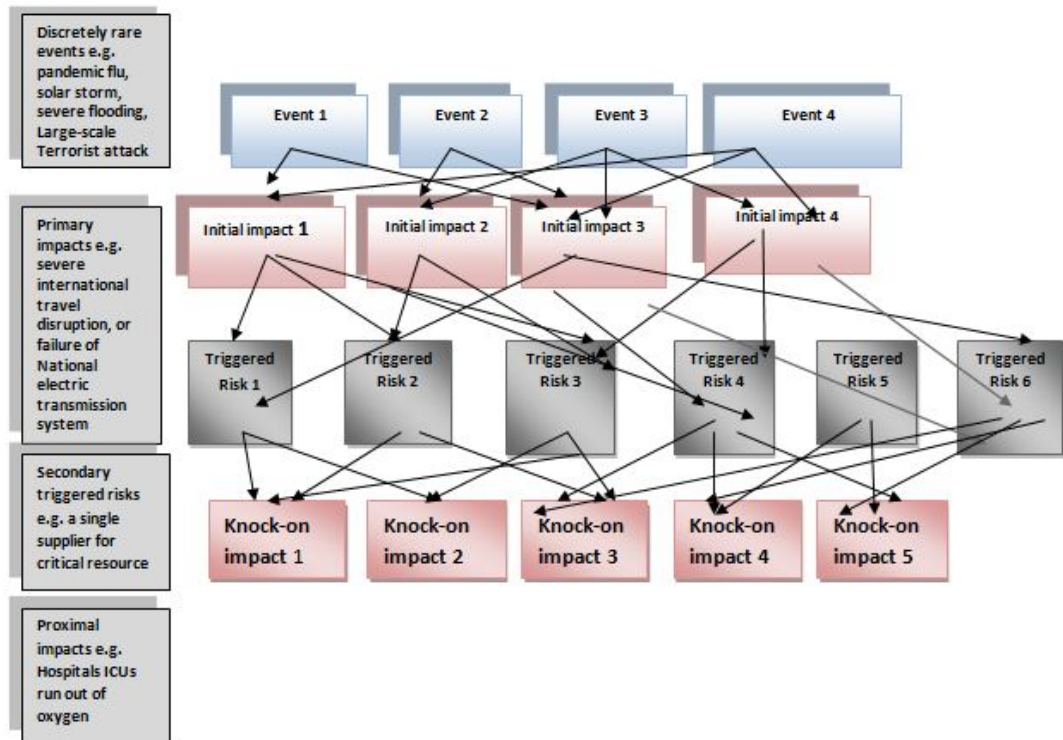 Discretely rare
events e.g.
pandemic flu,
solar storm,
severe flooding,
Large-scale
Terrorist attack
Event 1
Event 2
Event 3
Event 4
Primary
impacts e.g.
severe
international
travel
disruption, or
failure of
National
electric
transmission
system
Initial impact 1
Initial impact 2
Initial impact 3
Initial impact 4
Triggered
Risk 1
Triggered
Risk 2
Triggered
Risk 3
Triggered
Risk 4
Triggered
Risk 5
Triggered
Risk 6
Secondary
triggered risks
e.g. a single
supplier for
critical resource
Knock-on
impact 1
Knock-on
impact 2
Knock-on
impact 3
Knock-on
impact 4
Knock-on
impact 5
Proximal
impacts e.g.
Hospitals ICUs
run out of
oxygen